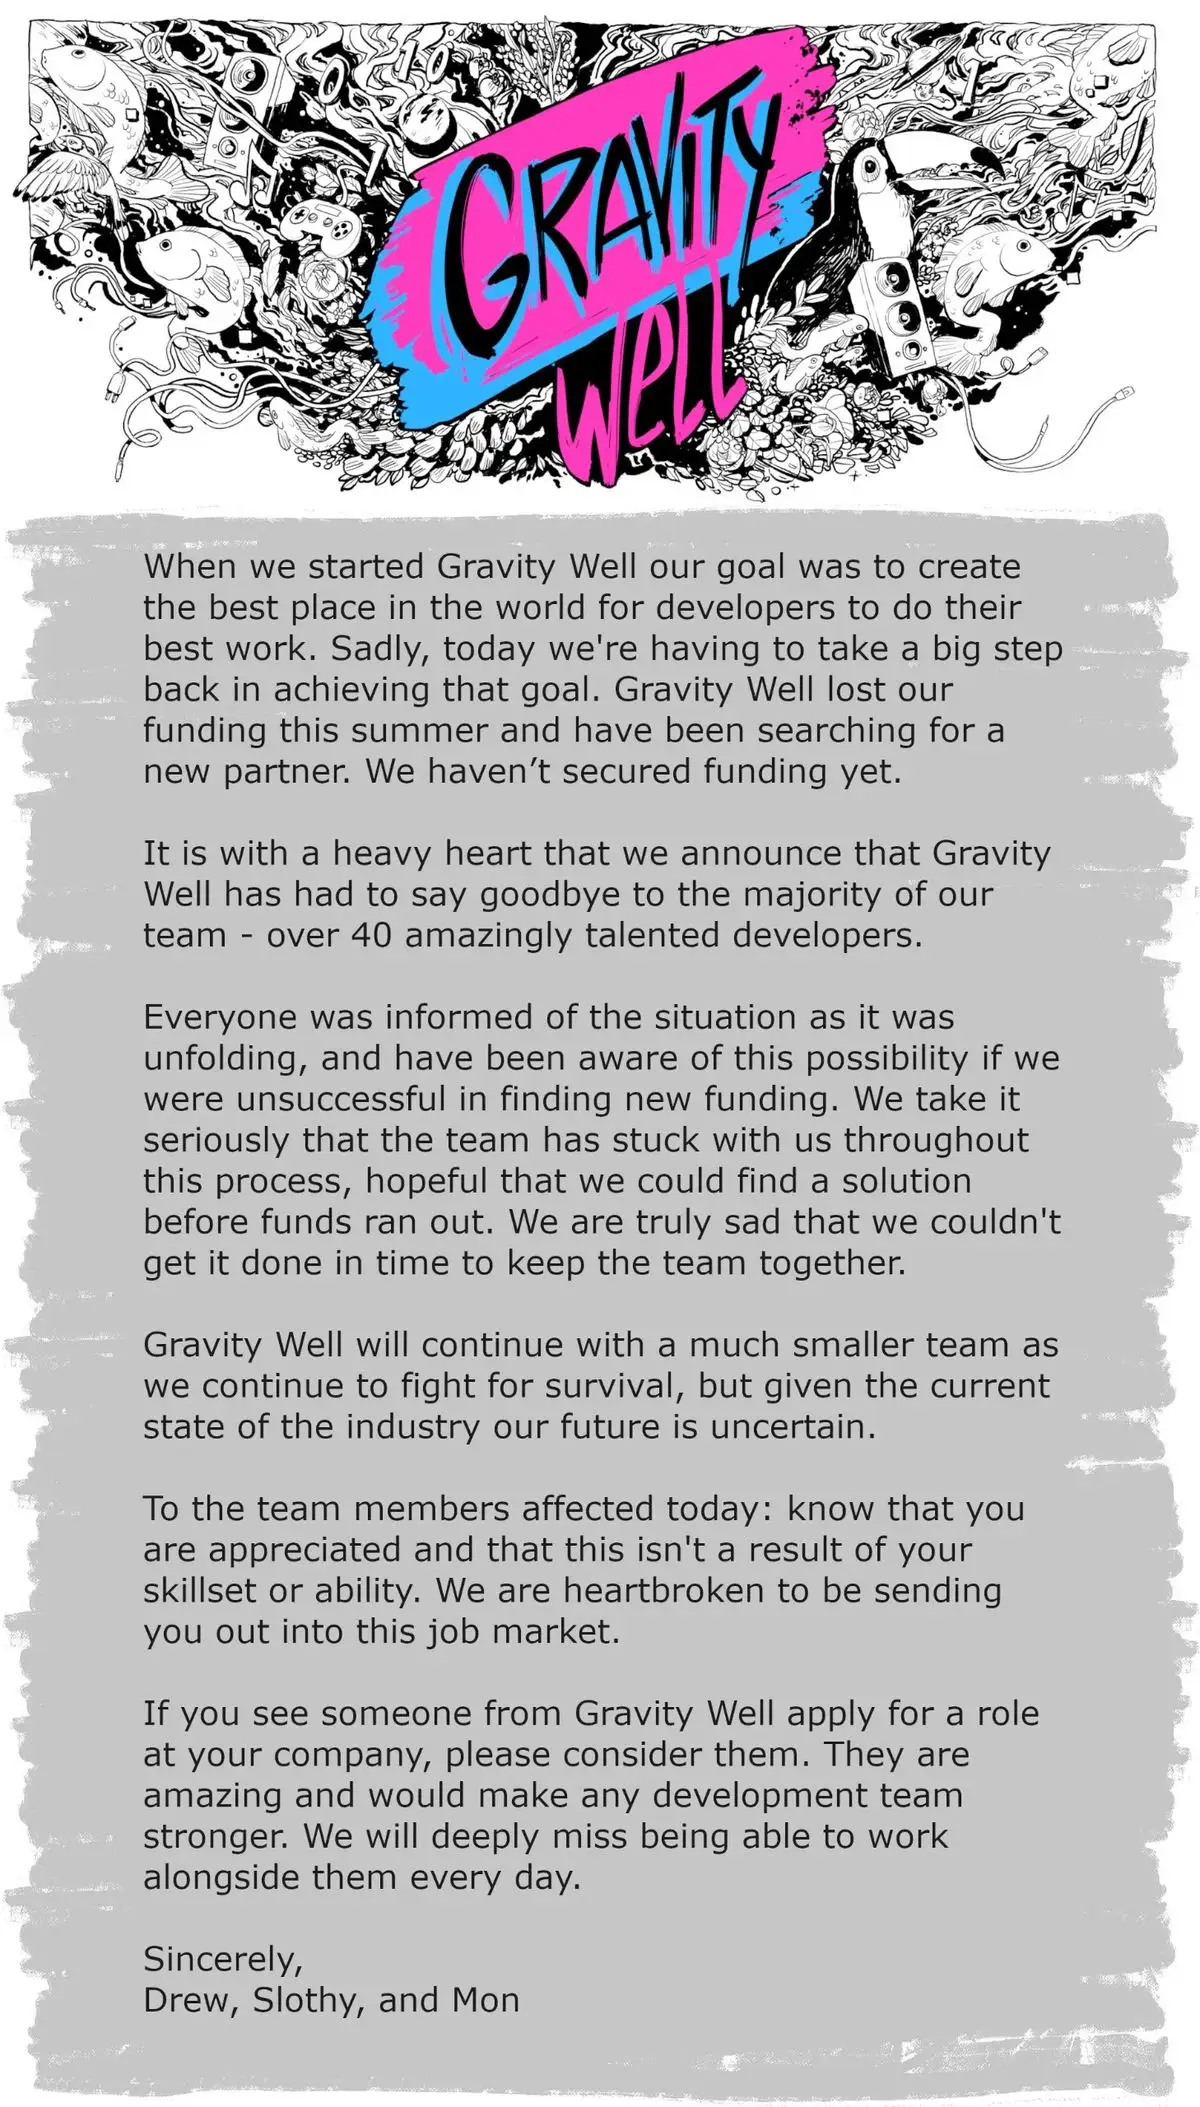 GRAVITY
WELL
When we started Gravity Well our goal was to create
the best place in the world for developers to do their
best work. Sadly, today we're having to take a big step
back in achieving that goal. Gravity Well lost our
funding this summer and have been searching for a
new partner. We haven’t secured funding yet.
It is with a heavy heart that we announce that Gravity
Well has had to say goodbye to the majority of our
team - over 40 amazingly talented developers.
Everyone was informed of the situation as it was
unfolding, and have been aware of this possibility if we
were unsuccessful in finding new funding. We take it
seriously that the team has stuck with us throughout
this process, hopeful that we could find a solution
before funds ran out. We are truly sad that we couldn't
get it done in time to keep the team together.
Gravity Well will continue with a much smaller team as
we continue to fight for survival, but given the current
state of the industry our future is uncertain.
To the team members affected today: know that you
are appreciated and that this isn't a result of your
skillset or ability. We are heartbroken to be sending
you out into this job market.
If you see someone from Gravity Well apply for a role
at your company, please consider them. They are
amazing and would make any development team
stronger. We will deeply miss being able to work
alongside them every day.
Sincerely,
Drew, Slothy, and Mon